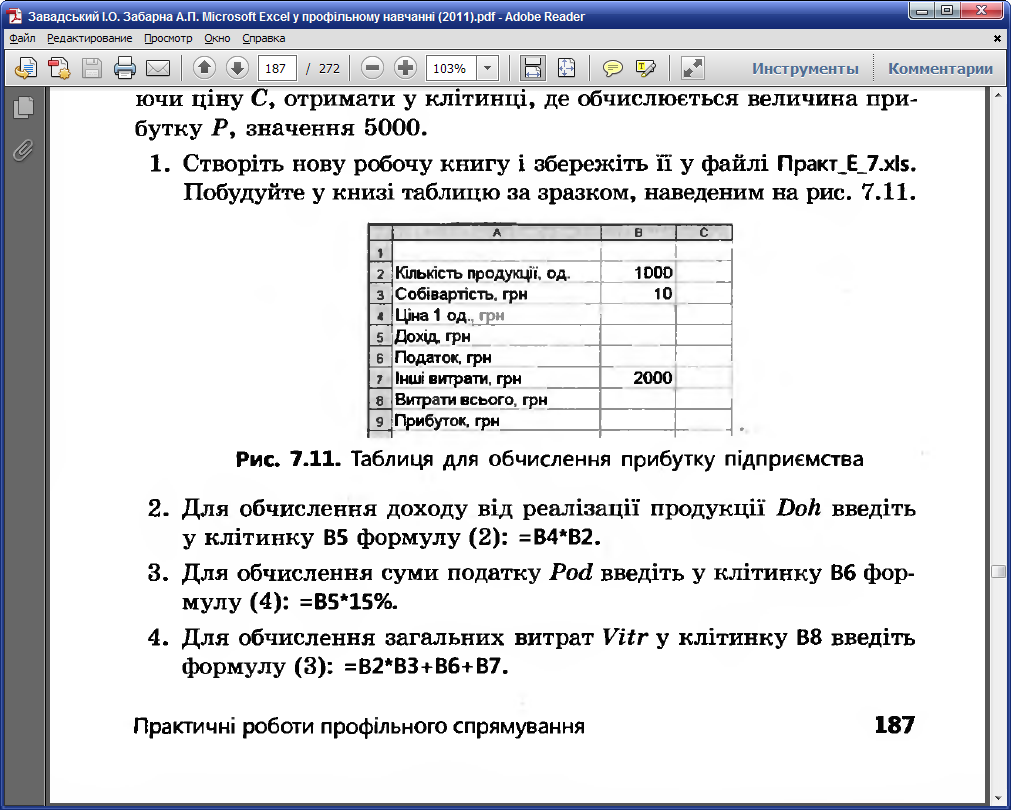 Завадський І.О. Забарна А.П. Microsoft Excel у профільному навчанні (2011).pdf - Adobe Reader
Файл Редактирование Просмотр Окно Справка
187 / 272 103% Инструменты Комментарии
ючи ціну C, отримати у клітинці, де обчислюється величина при-
бутку P, значення 5000.
1. Створіть нову робочу книгу і збережіть її у файлі Практ_Е_7.xls.
Побудуйте у книзі таблицю за зразком, наведеним на рис. 7.11.
A B C
1
2 Кількість продукції, од. 1000
3 Собівартість, грн 10
4 Ціна 1 од., грн
5 Дохід, грн
6 Податок, грн
7 Інші витрати, грн 2000
8 Витрати всього, грн
9 Прибуток, грн
Рис. 7.11. Таблиця для обчислення прибутку підприємства
2. Для обчислення доходу від реалізації продукції Doh введіть
у клітинку B5 формулу (2): =B4*B2.
3. Для обчислення суми податку Pod введіть у клітинку B6 фор-
мулу (4): =B5*15%.
4. Для обчислення загальних витрат Vitr у клітинку B8 введіть
формулу (3): =B2*B3+B6+B7.
Практичні роботи профільного спрямування 187